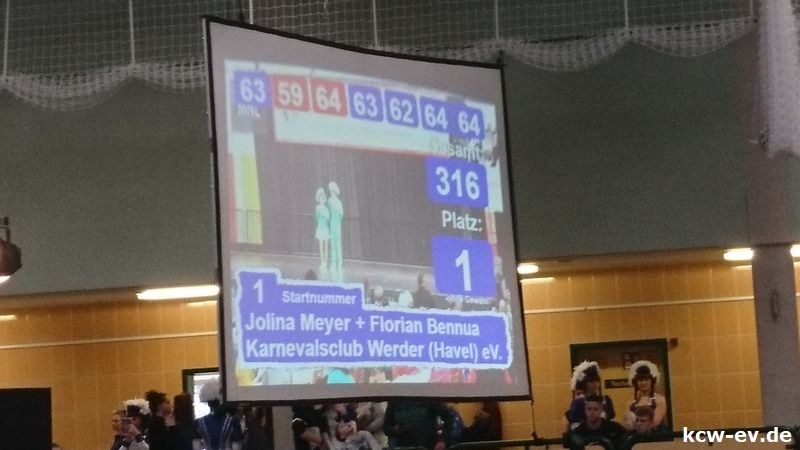 63 59 64 63 62 64 64
Gesamt:
316
Platz:
1
1 Startnummer
Jolina Meyer + Florian Bennua
Karnevalsclub Werder (Havel) eV.
kcw-ev.de